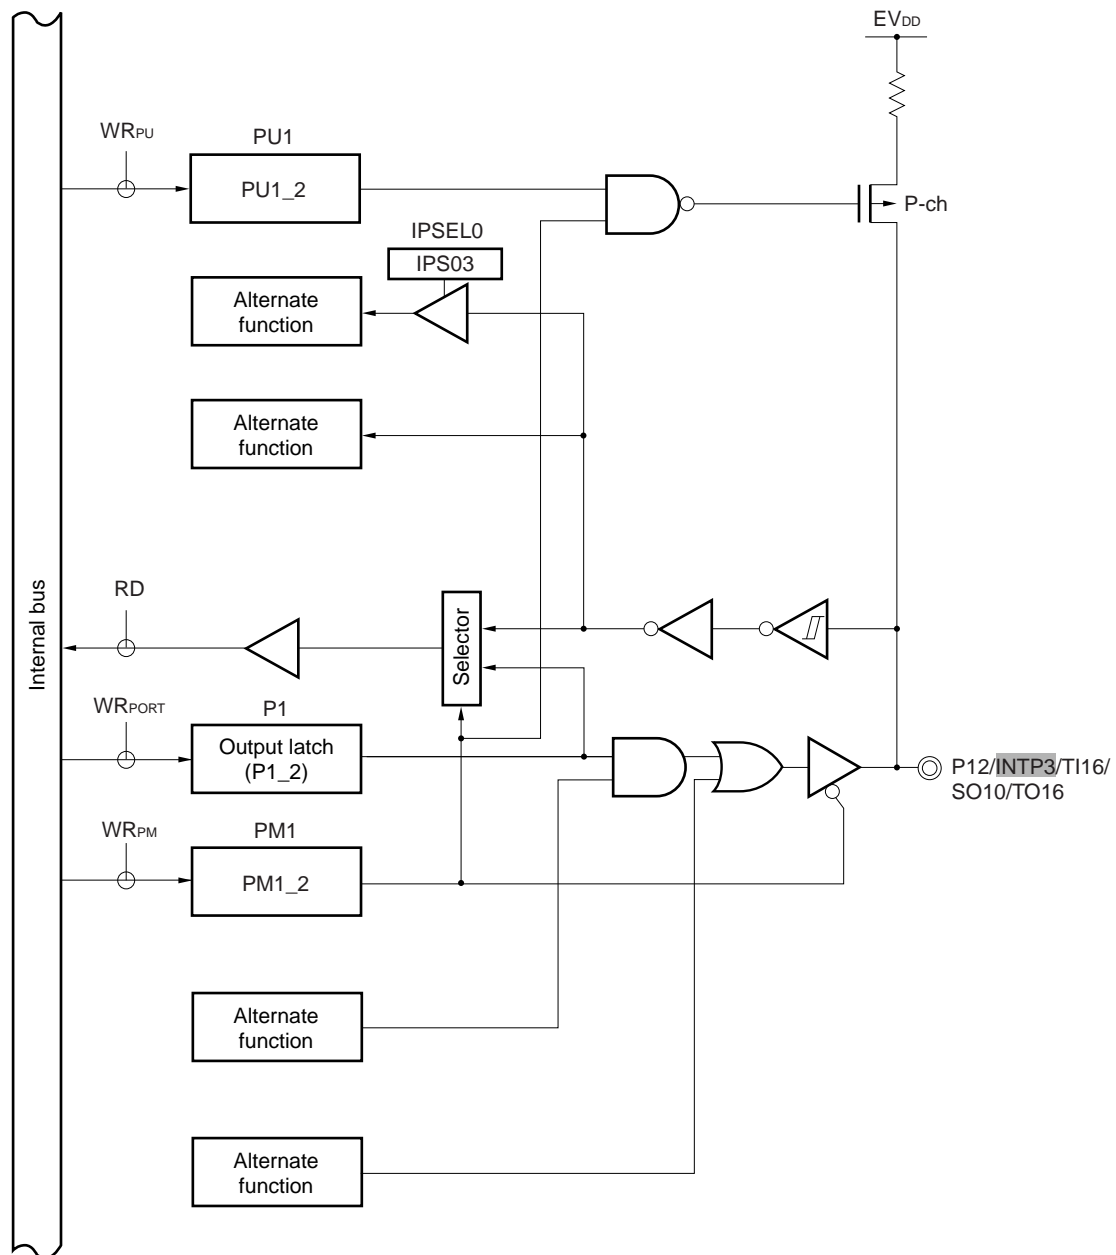 EVDD
WRPU
PU1
PU1_2
P-ch
IPSEL0
IPS03
Alternate
function
Alternate
function
Internal bus
RD
Selector
WRPORT
P1
Output latch
(P1_2)
P12/INTP3/TI16/
SO10/TO16
WRPM
PM1
PM1_2
Alternate
function
Alternate
function